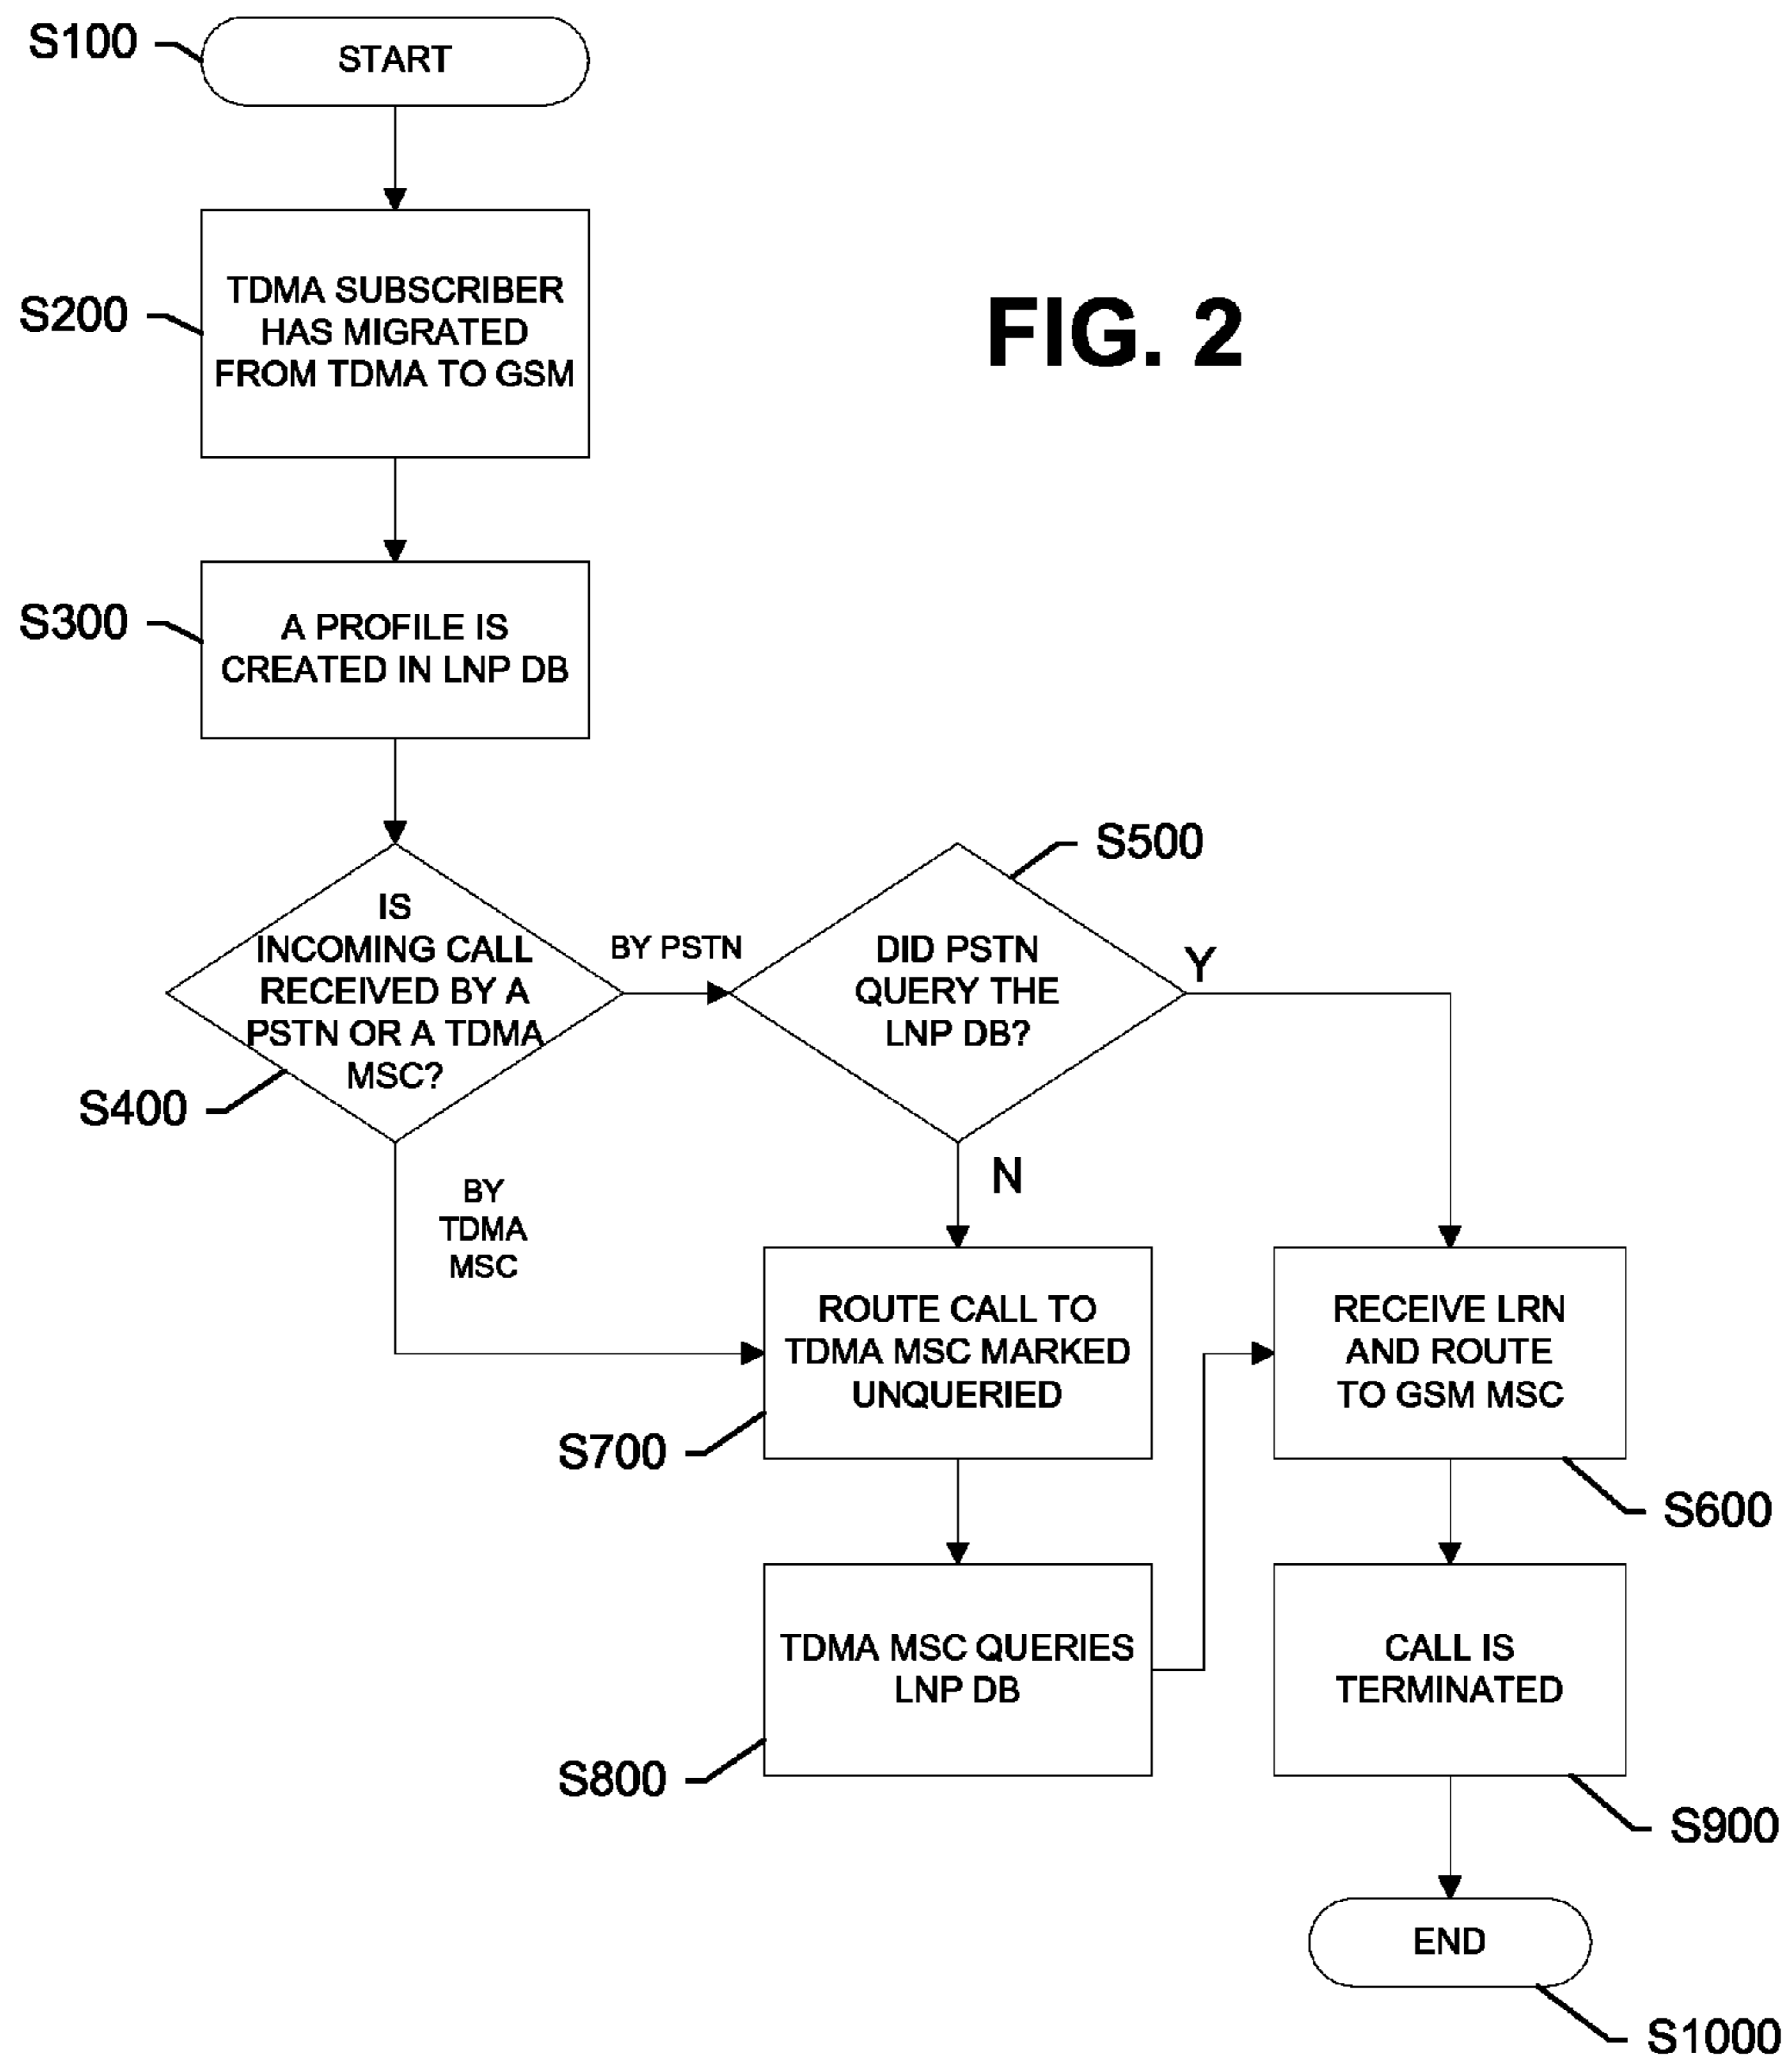 S100
START
S200
TDMA SUBSCRIBER
HAS MIGRATED
FROM TDMA TO GSM
FIG. 2
S300
A PROFILE IS
CREATED IN LNP DB
S400
IS
INCOMING CALL
RECEIVED BY A
PSTN OR A TDMA
MSC?
BY PSTN
BY
TDMA
MSC
S500
DID PSTN
QUERY THE
LNP DB?
Y
N
ROUTE CALL TO
TDMA MSC MARKED
UNQUERIED
S700
RECEIVE LRN
AND ROUTE
TO GSM MSC
S600
TDMA MSC QUERIES
LNP DB
S800
CALL IS
TERMINATED
S900
END
S1000